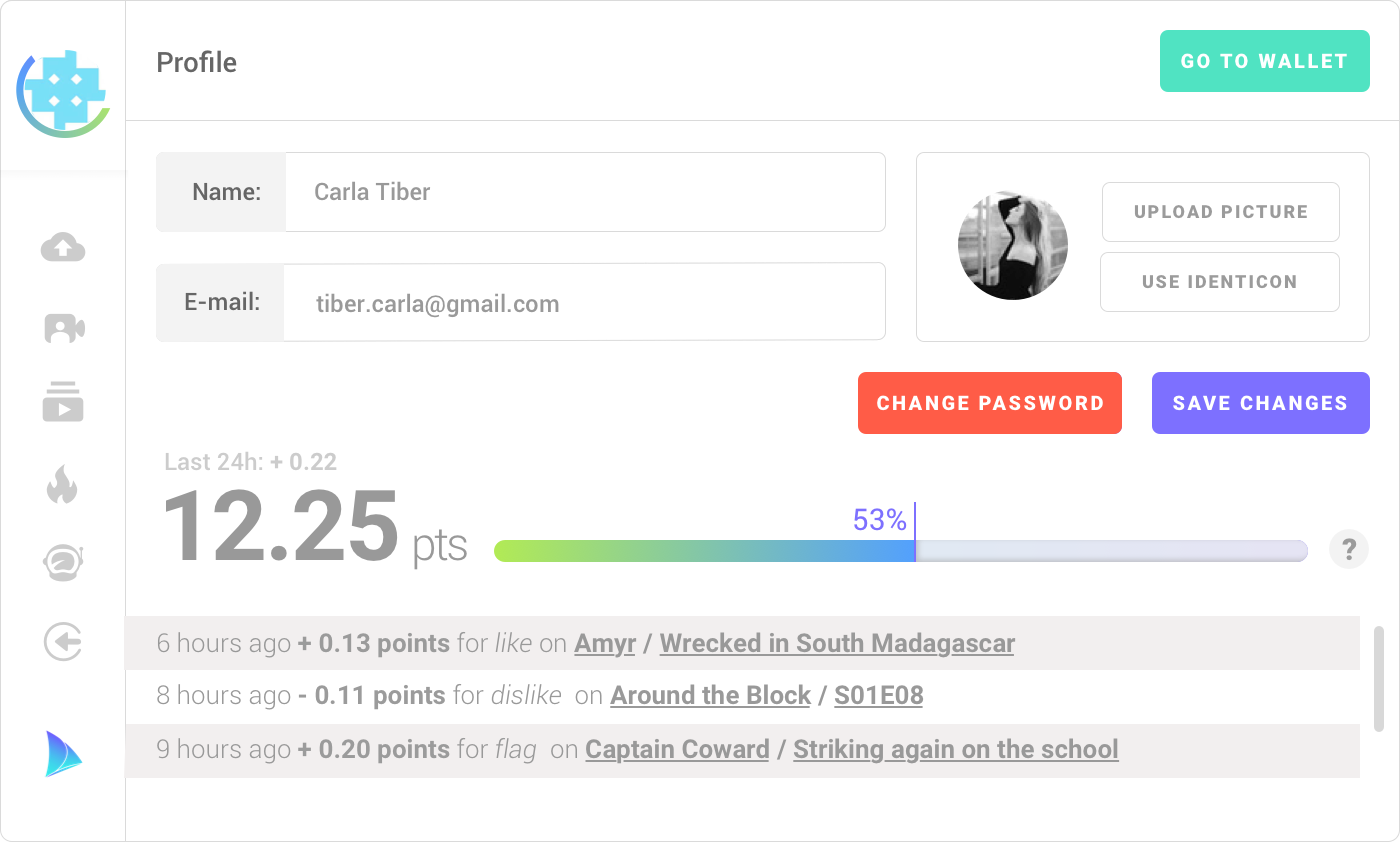 Profile
GO TO WALLET
Name:
Carla Tiber
E-mail:
tiber.carla@gmail.com
UPLOAD PICTURE
USE IDENTICON
CHANGE PASSWORD
SAVE CHANGES
Last 24h: + 0.22
12.25 pts
53%
?
6 hours ago + 0.13 points for like on Amyr / Wrecked in South Madagascar
8 hours ago - 0.11 points for dislike on Around the Block / S01E08
9 hours ago + 0.20 points for flag on Captain Coward / Striking again on the school